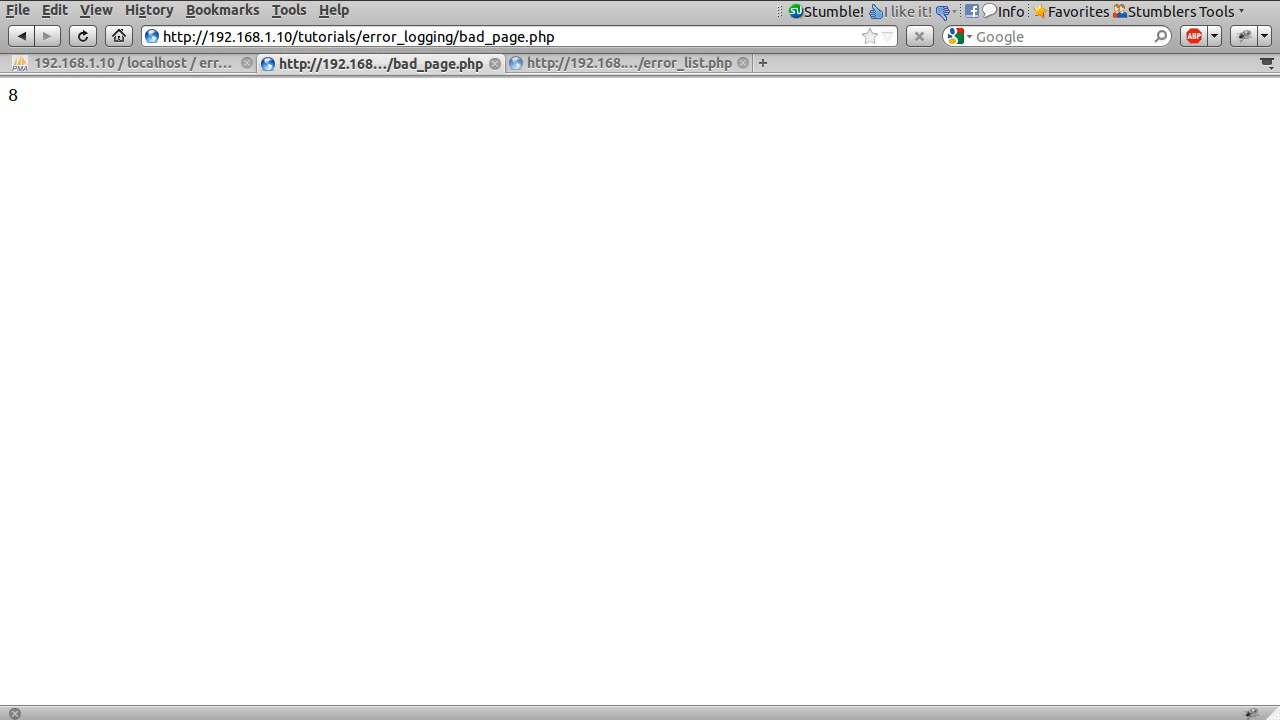 File Edit View History Bookmarks Tools Help Stumble! I like it! Info Favorites Stumblers Tools
http://192.168.1.10/tutorials/error_logging/bad_page.php Google ABP
PMA 192.168.1.10 / localhost / err... http://192.168.../bad_page.php http://192.168..../error_list.php +
8